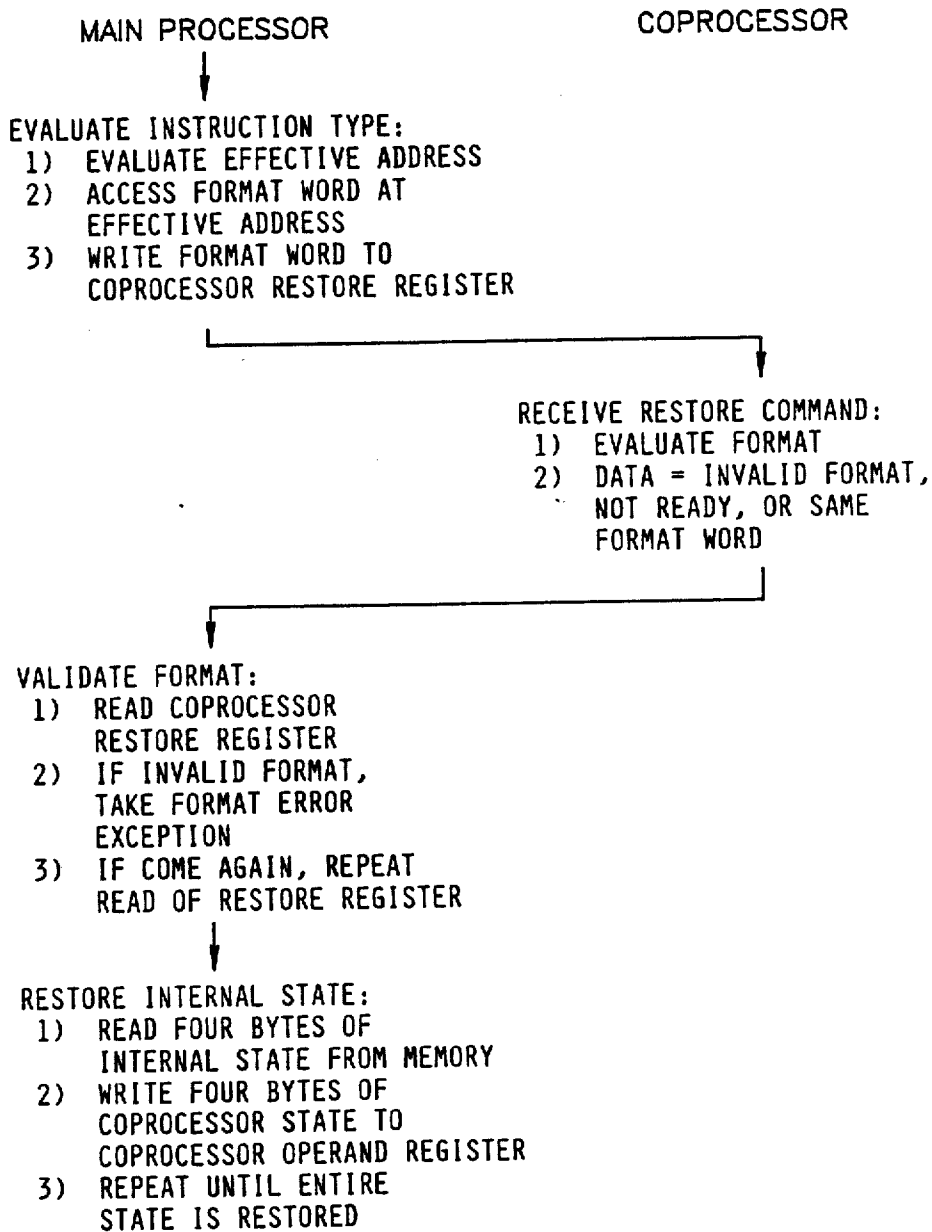 MAIN PROCESSOR
COPROCESSOR
EVALUATE INSTRUCTION TYPE:
1) EVALUATE EFFECTIVE ADDRESS
2) ACCESS FORMAT WORD AT
EFFECTIVE ADDRESS
3) WRITE FORMAT WORD TO
COPROCESSOR RESTORE REGISTER
RECEIVE RESTORE COMMAND:
1) EVALUATE FORMAT
2) DATA = INVALID FORMAT,
NOT READY, OR SAME
FORMAT WORD
VALIDATE FORMAT:
1) READ COPROCESSOR
RESTORE REGISTER
2) IF INVALID FORMAT,
TAKE FORMAT ERROR
EXCEPTION
3) IF COME AGAIN, REPEAT
READ OF RESTORE REGISTER
RESTORE INTERNAL STATE:
1) READ FOUR BYTES OF
INTERNAL STATE FROM MEMORY
2) WRITE FOUR BYTES OF
COPROCESSOR STATE TO
COPROCESSOR OPERAND REGISTER
3) REPEAT UNTIL ENTIRE
STATE IS RESTORED